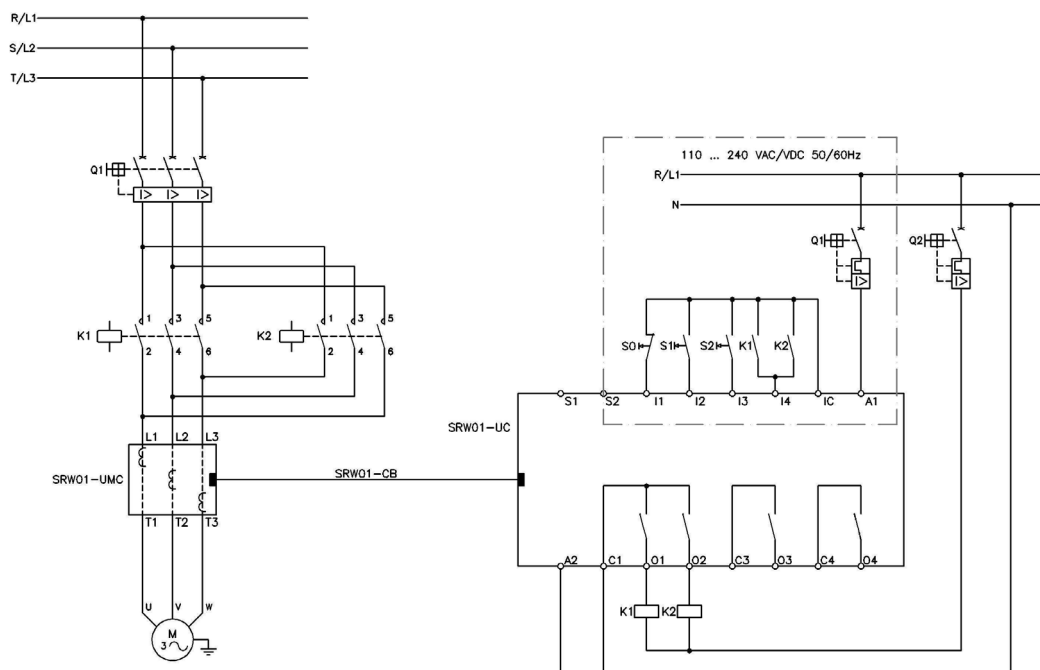 R/L1
S/L2
T/L3
110 ... 240 VAC/VDC 50/60Hz
Q1
R/L1
N
Q1 Q2
1 3 5 1 3 5
K1 K2
2 4 6 2 4 6
S0 S1 S2 K1 K2
S1 S2 I1 I2 I3 I4 IC A1
SRW01-UC
L1 L2 L3
SRW01-UMC
SRW01-CB
T1 T2 T3
A2 C1 O1 O2 C3 O3 C4 O4
U V W
K1 K2
M
3
I> I> I>
I> I>